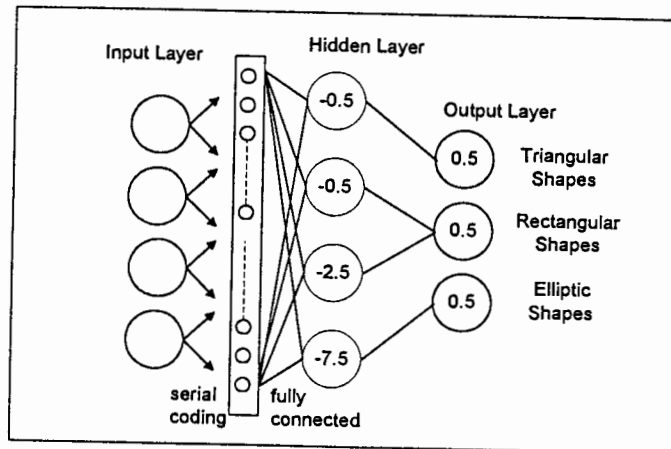 Input Layer
Hidden Layer
Output Layer
-0.5
-0.5
-2.5
-7.5
0.5
0.5
0.5
Triangular
Shapes
Rectangular
Shapes
Elliptic
Shapes
serial
coding
fully
connected